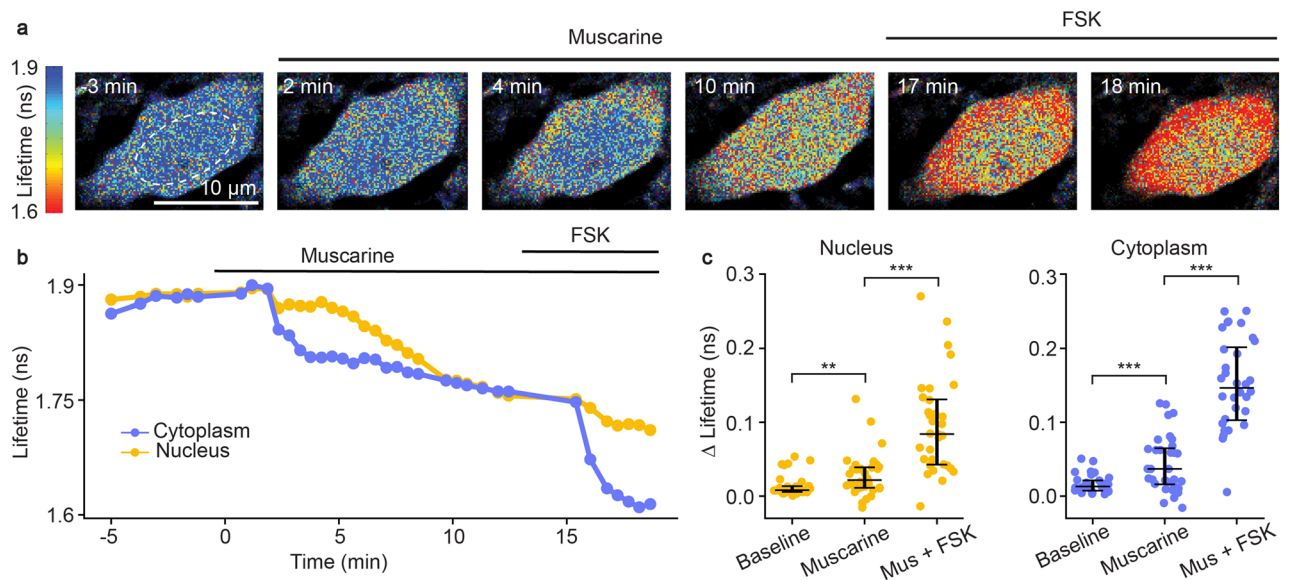 a
FSK
Muscarine
1.9
Lifetime (ns)
1.6
-3 min
10 µm
2 min
4 min
10 min
17 min
18 min
b
FSK
Muscarine
1.9
1.75
1.6
Lifetime (ns)
Cytoplasm
Nucleus
-5
0
5
10
15
Time (min)
c
Nucleus
***
**
0.3
0.2
0.1
0.0
Δ Lifetime (ns)
Baseline
Muscarine
Mus + FSK
Cytoplasm
***
***
0.3
0.2
0.1
0.0
Baseline
Muscarine
Mus + FSK